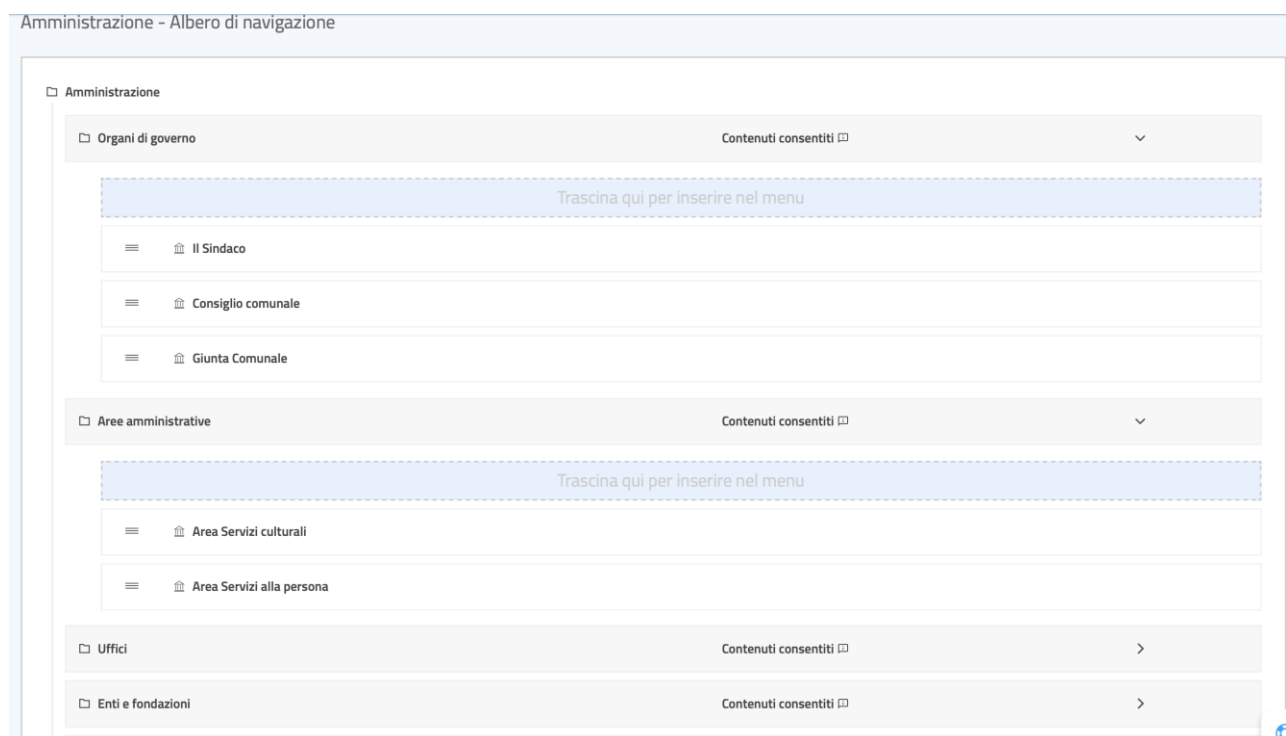 Amministrazione - Albero di navigazione
Amministrazione
Organi di governo Contenuti consentiti
Trascina qui per inserire nel menu
Il Sindaco
Consiglio comunale
Giunta Comunale
Aree amministrative Contenuti consentiti
Trascina qui per inserire nel menu
Area Servizi culturali
Area Servizi alla persona
Uffici Contenuti consentiti
Enti e fondazioni Contenuti consentiti